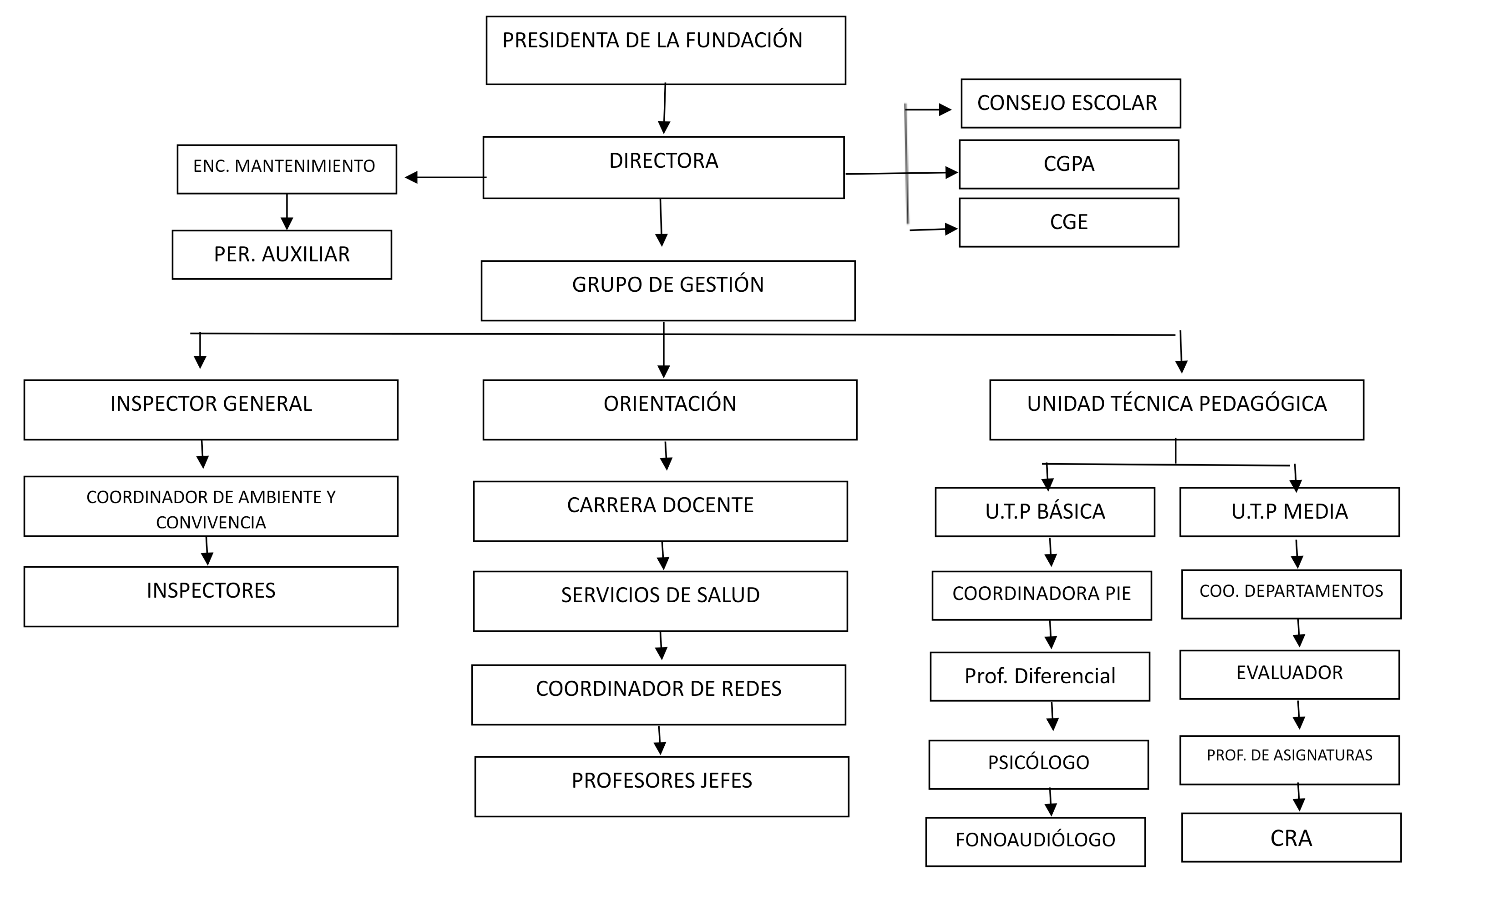 PRESIDENTA DE LA FUNDACIÓN
CONSEJO ESCOLAR
ENC. MANTENIMIENTO
DIRECTORA
CGPA
CGE
PER. AUXILIAR
GRUPO DE GESTIÓN
INSPECTOR GENERAL
ORIENTACIÓN
UNIDAD TÉCNICA PEDAGÓGICA
COORDINADOR DE AMBIENTE Y
CONVIVENCIA
INSPECTORES
CARRERA DOCENTE
SERVICIOS DE SALUD
COORDINADOR DE REDES
PROFESORES JEFES
U.T.P BÁSICA
COORDINADORA PIE
Prof. Diferencial
PSICÓLOGO
FONOAUDIÓLOGO
U.T.P MEDIA
COO. DEPARTAMENTOS
EVALUADOR
PROF. DE ASIGNATURAS
CRA